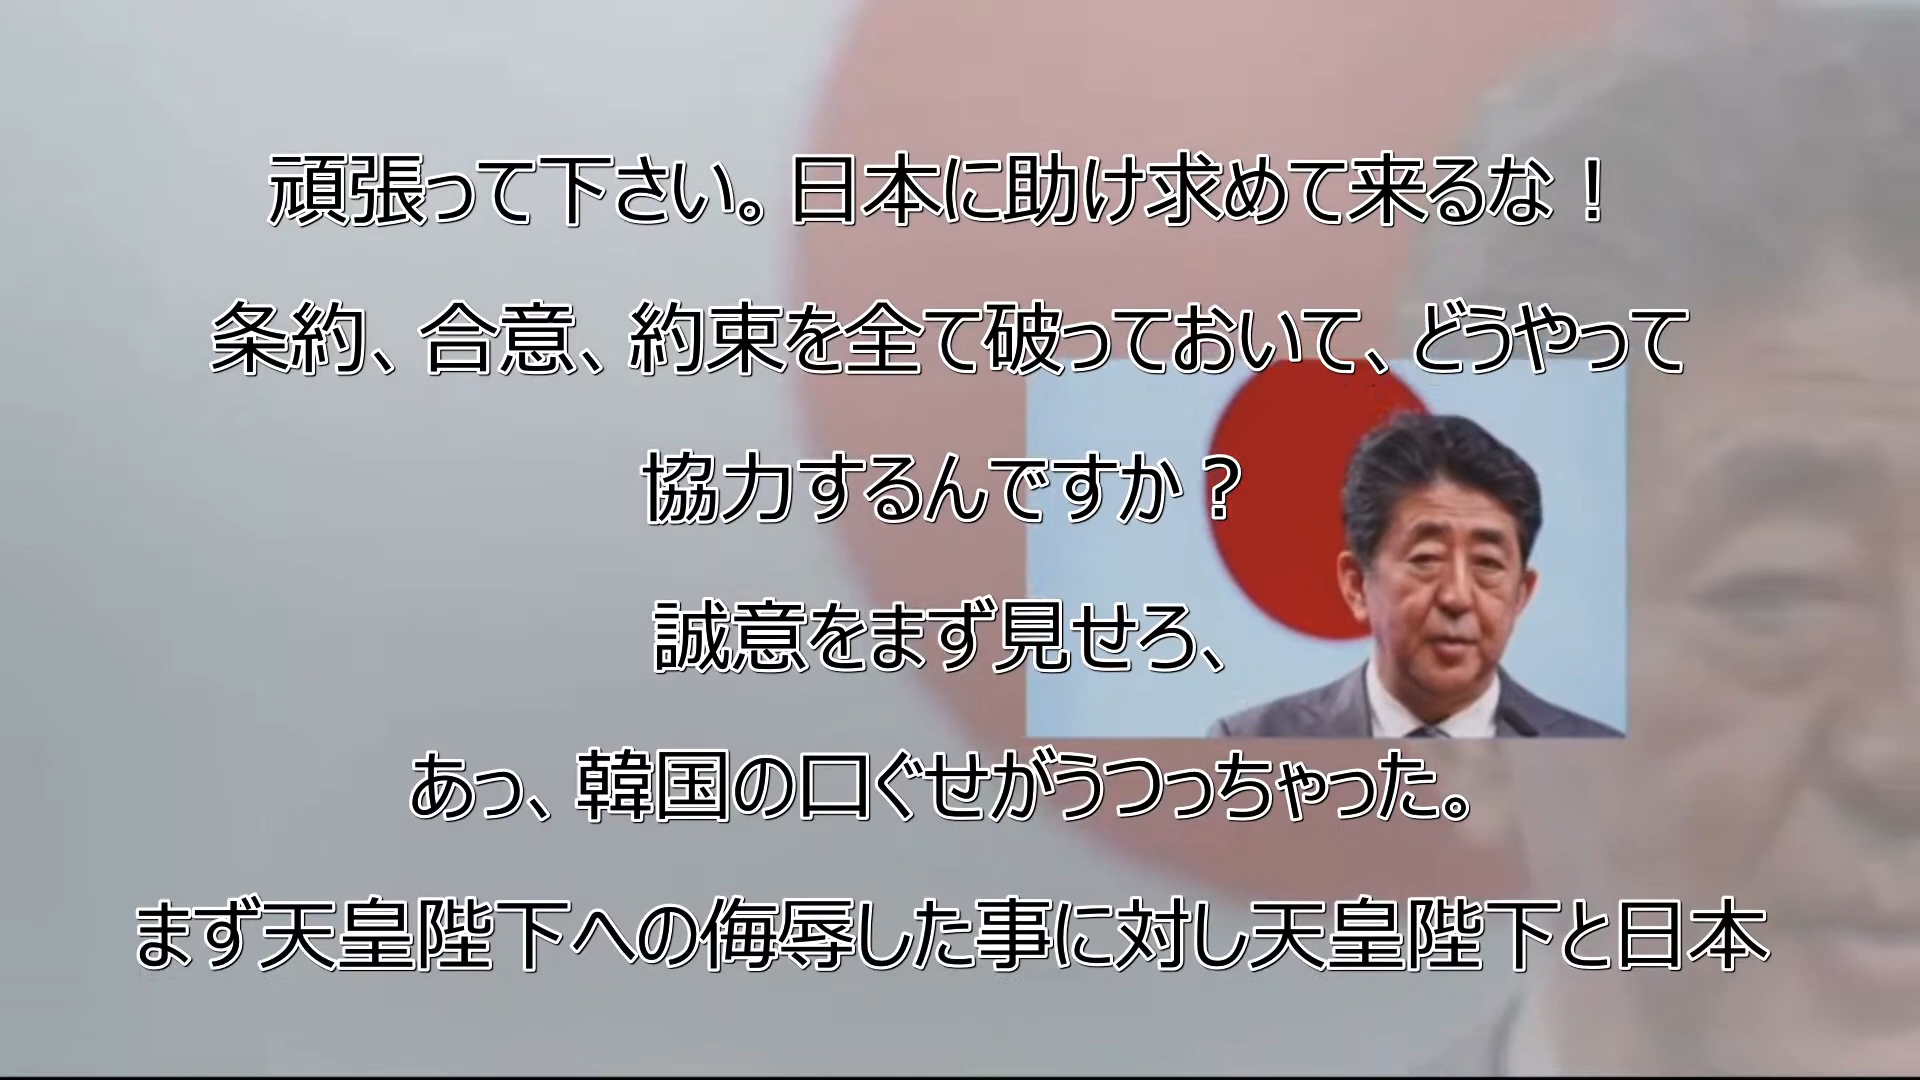 頑張って下さい。日本に助け求めて来るな！
条約、合意、約束を全て破っておいて、どうやって
協力するんですか？
誠意をまず見せろ、
あっ、韓国の口ぐせがうつっちゃった。
まず天皇陛下への侮辱した事に対し天皇陛下と日本